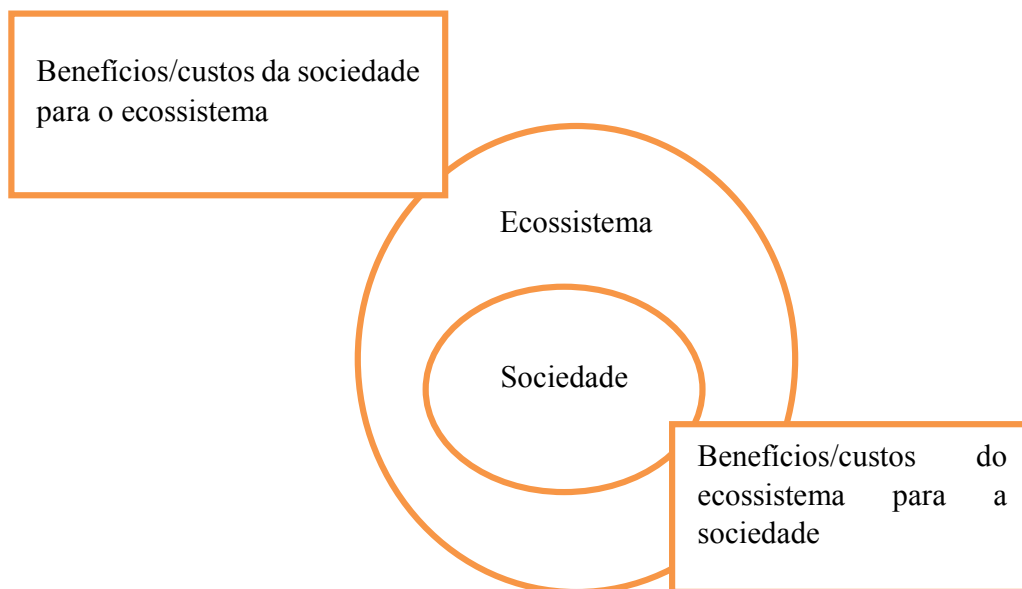 Benefícios/custos da sociedade
para o ecossistema
Ecossistema
Sociedade
Benefícios/custos do
ecossistema para a
sociedade